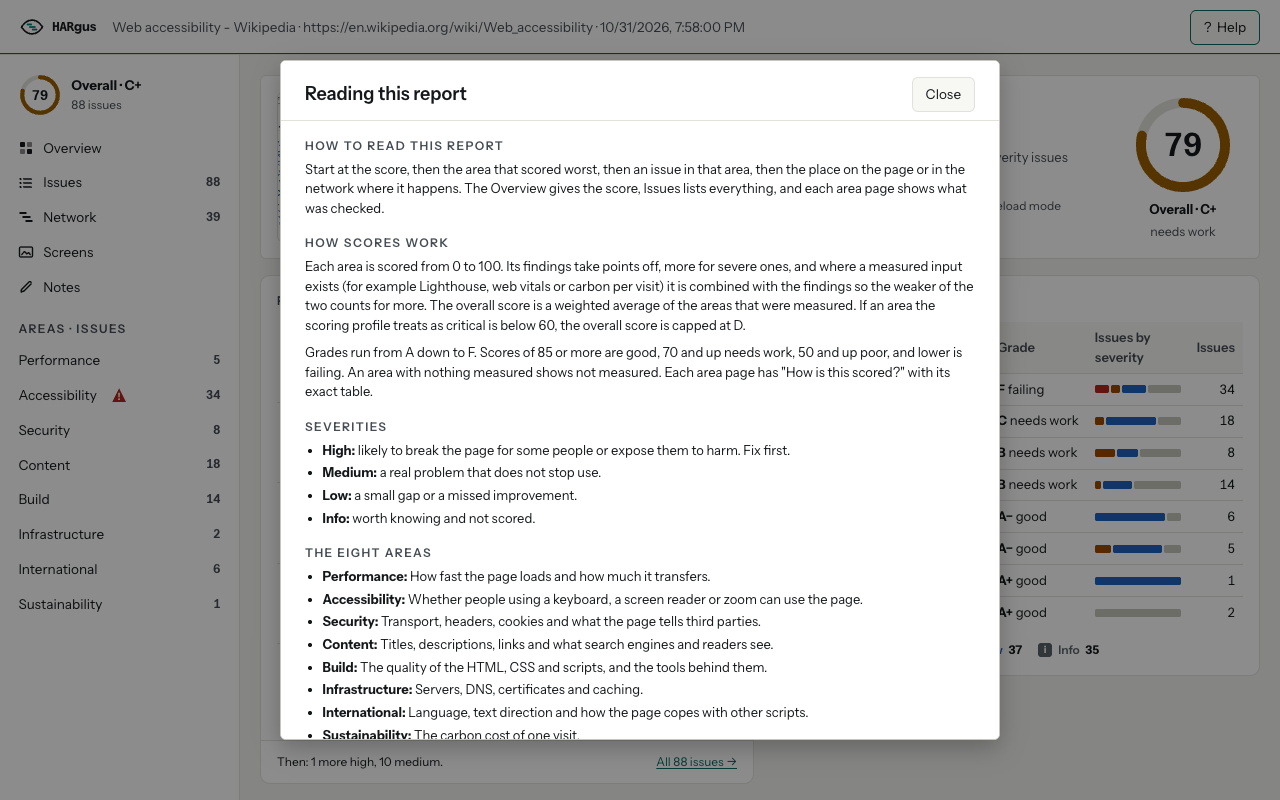 HARgus Web accessibility - Wikipedia · https://en.wikipedia.org/wiki/Web_accessibility · 10/31/2026, 7:58:00 PM
? Help
79
Overall · C+
88 issues
Overview
Issues 88
Network 39
Screens
Notes
AREAS · ISSUES
Performance 5
Accessibility 34
Security 8
Content 18
Build 14
Infrastructure 2
International 6
Sustainability 1
Reading this report
Close
HOW TO READ THIS REPORT
Start at the score, then the area that scored worst, then an issue in that area, then the place on the page or in the
network where it happens. The Overview gives the score, Issues lists everything, and each area page shows what
was checked.
HOW SCORES WORK
Each area is scored from 0 to 100. Its findings take points off, more for severe ones, and where a measured input
exists (for example Lighthouse, web vitals or carbon per visit) it is combined with the findings so the weaker of the
two counts for more. The overall score is a weighted average of the areas that were measured. If an area the
scoring profile treats as critical is below 60, the overall score is capped at D.
Grades run from A down to F. Scores of 85 or more are good, 70 and up needs work, 50 and up poor, and lower is
failing. An area with nothing measured shows not measured. Each area page has "How is this scored?" with its
exact table.
SEVERITIES
• High: likely to break the page for some people or expose them to harm. Fix first.
• Medium: a real problem that does not stop use.
• Low: a small gap or a missed improvement.
• Info: worth knowing and not scored.
THE EIGHT AREAS
• Performance: How fast the page loads and how much it transfers.
• Accessibility: Whether people using a keyboard, a screen reader or zoom can use the page.
• Security: Transport, headers, cookies and what the page tells third parties.
• Content: Titles, descriptions, links and what search engines and readers see.
• Build: The quality of the HTML, CSS and scripts, and the tools behind them.
• Infrastructure: Servers, DNS, certificates and caching.
• International: Language, text direction and how the page copes with other scripts.
• Sustainability: The carbon cost of one visit.
issues
mode
79
Overall · C+
needs work
Grade
Issues by
severity
Issues
F failing 34
C needs work 18
B needs work 8
B needs work 14
A− good 6
A− good 5
A+ good 1
A+ good 2
37
i Info 35
Then: 1 more high, 10 medium.
All 88 issues →